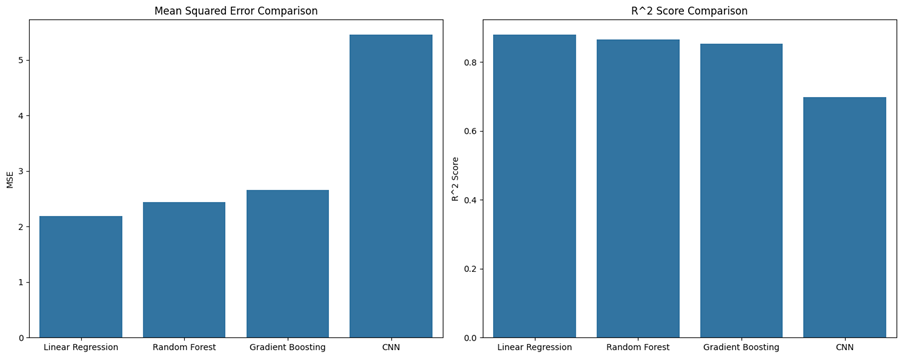 Mean Squared Error Comparison
MSE
5
4
3
2
1
0
Linear Regression Random Forest Gradient Boosting CNN
R^2 Score Comparison
R^2 Score
0.8
0.6
0.4
0.2
0.0
Linear Regression Random Forest Gradient Boosting CNN